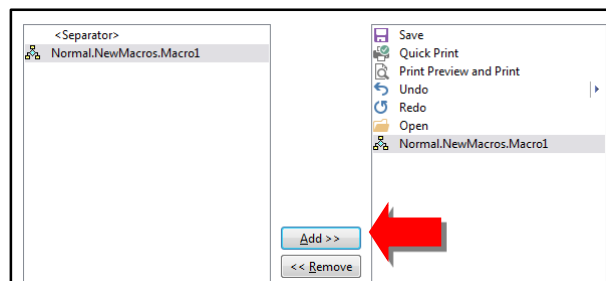 <Separator>
Normal.NewMacros.Macro1
Save
Quick Print
Print Preview and Print
Undo
Redo
Open
Normal.NewMacros.Macro1
Add >>
<< Remove